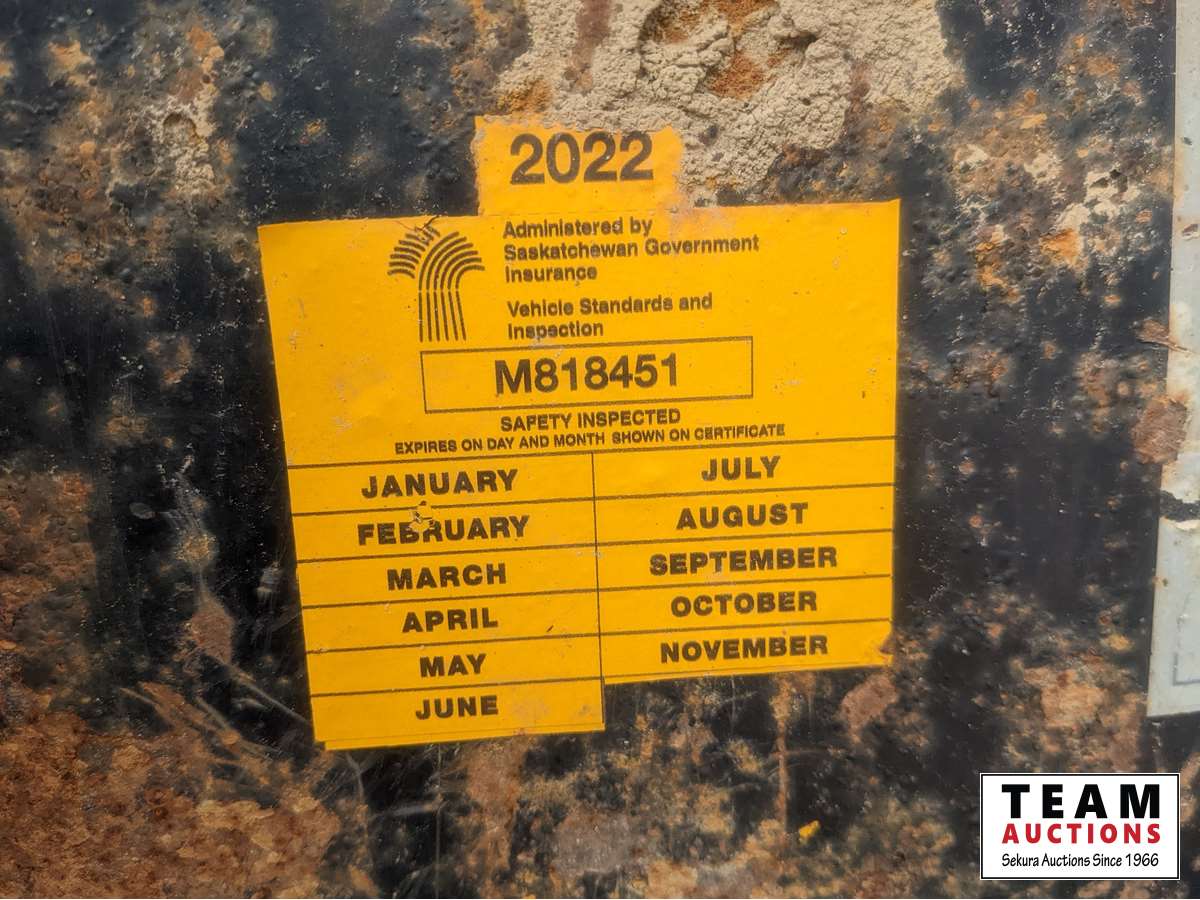 2022
Administered by
Saskatchewan Government
Insurance
Vehicle Standards and
Inspection
M818451
SAFETY INSPECTED
EXPIRES ON DAY AND MONTH SHOWN ON CERTIFICATE
JANUARY
FEBRUARY
MARCH
APRIL
MAY
JUNE
JULY
AUGUST
SEPTEMBER
OCTOBER
NOVEMBER
TEAM
AUCTIONS
Sekura Auctions Since 1966